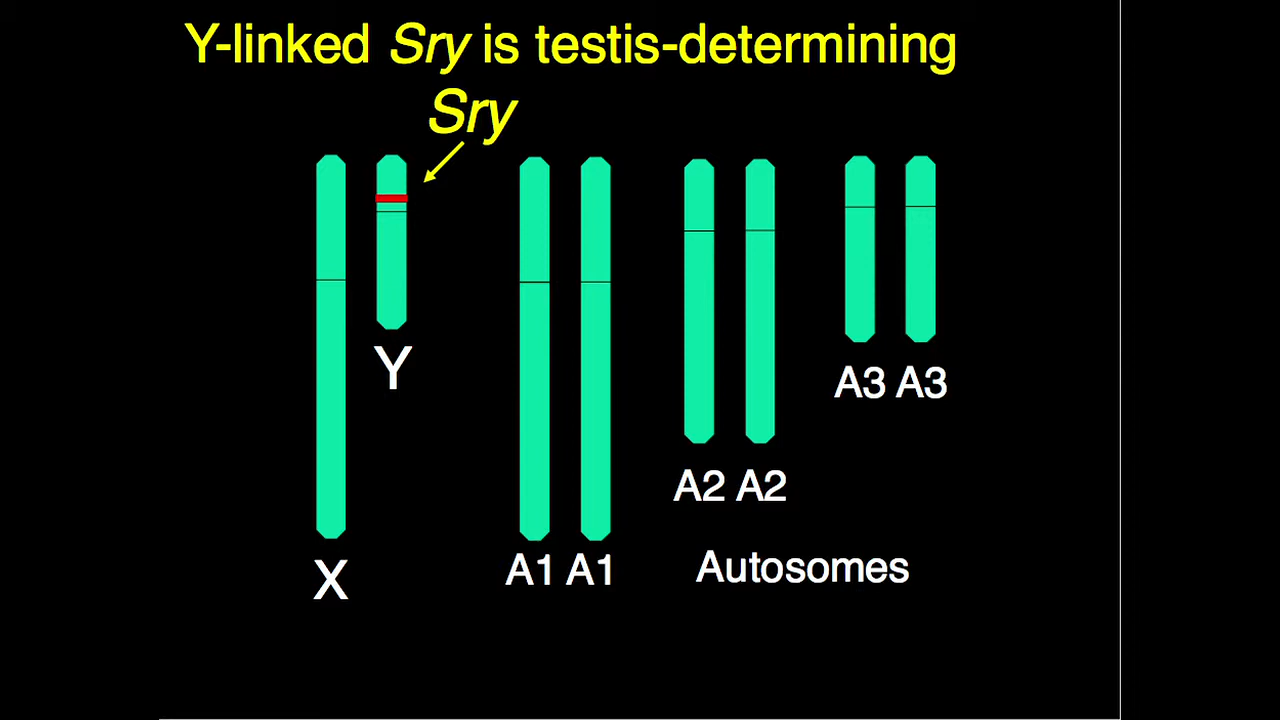 Y-linked Sry is testis-determining
Sry
Y
A3 A3
A2 A2
X
A1 A1
Autosomes